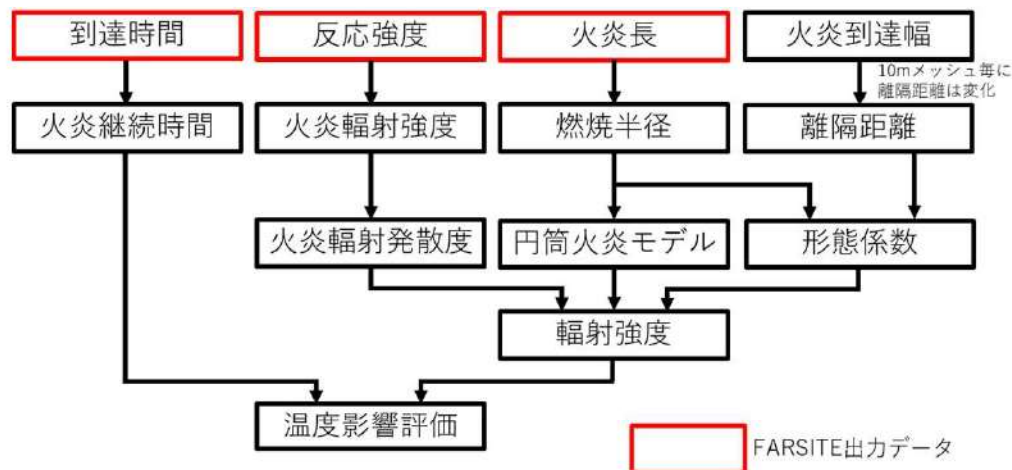 到達時間
反応強度
火炎長
火炎到達幅
10mメッシュ毎に
離隔距離は変化
火炎継続時間
火炎輻射強度
燃焼半径
離隔距離
火炎輻射発散度
円筒火炎モデル
形態係数
輻射強度
温度影響評価
FARSITE出力データ